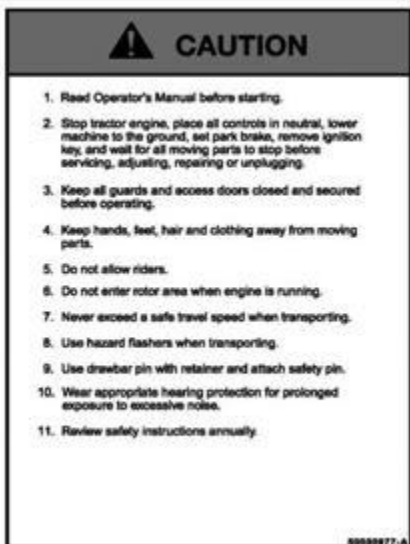 CAUTION
1. Read Operator's Manual before starting.
2. Stop tractor engine, place all controls in neutral, lower
machine to the ground, set park brake, remove ignition
key, and wait for all moving parts to stop before
servicing, adjusting, repairing or unplugging.
3. Keep all guards and access doors closed and secured
before operating.
4. Keep hands, feet, hair and clothing away from moving
parts.
5. Do not allow riders.
6. Do not enter rotor area when engine is running.
7. Never exceed a safe travel speed when transporting.
8. Use hazard flashers when transporting.
9. Use drawbar pin with retainer and attach safety pin.
10. Wear appropriate hearing protection for prolonged
exposure to excessive noise.
11. Review safety instructions annually.